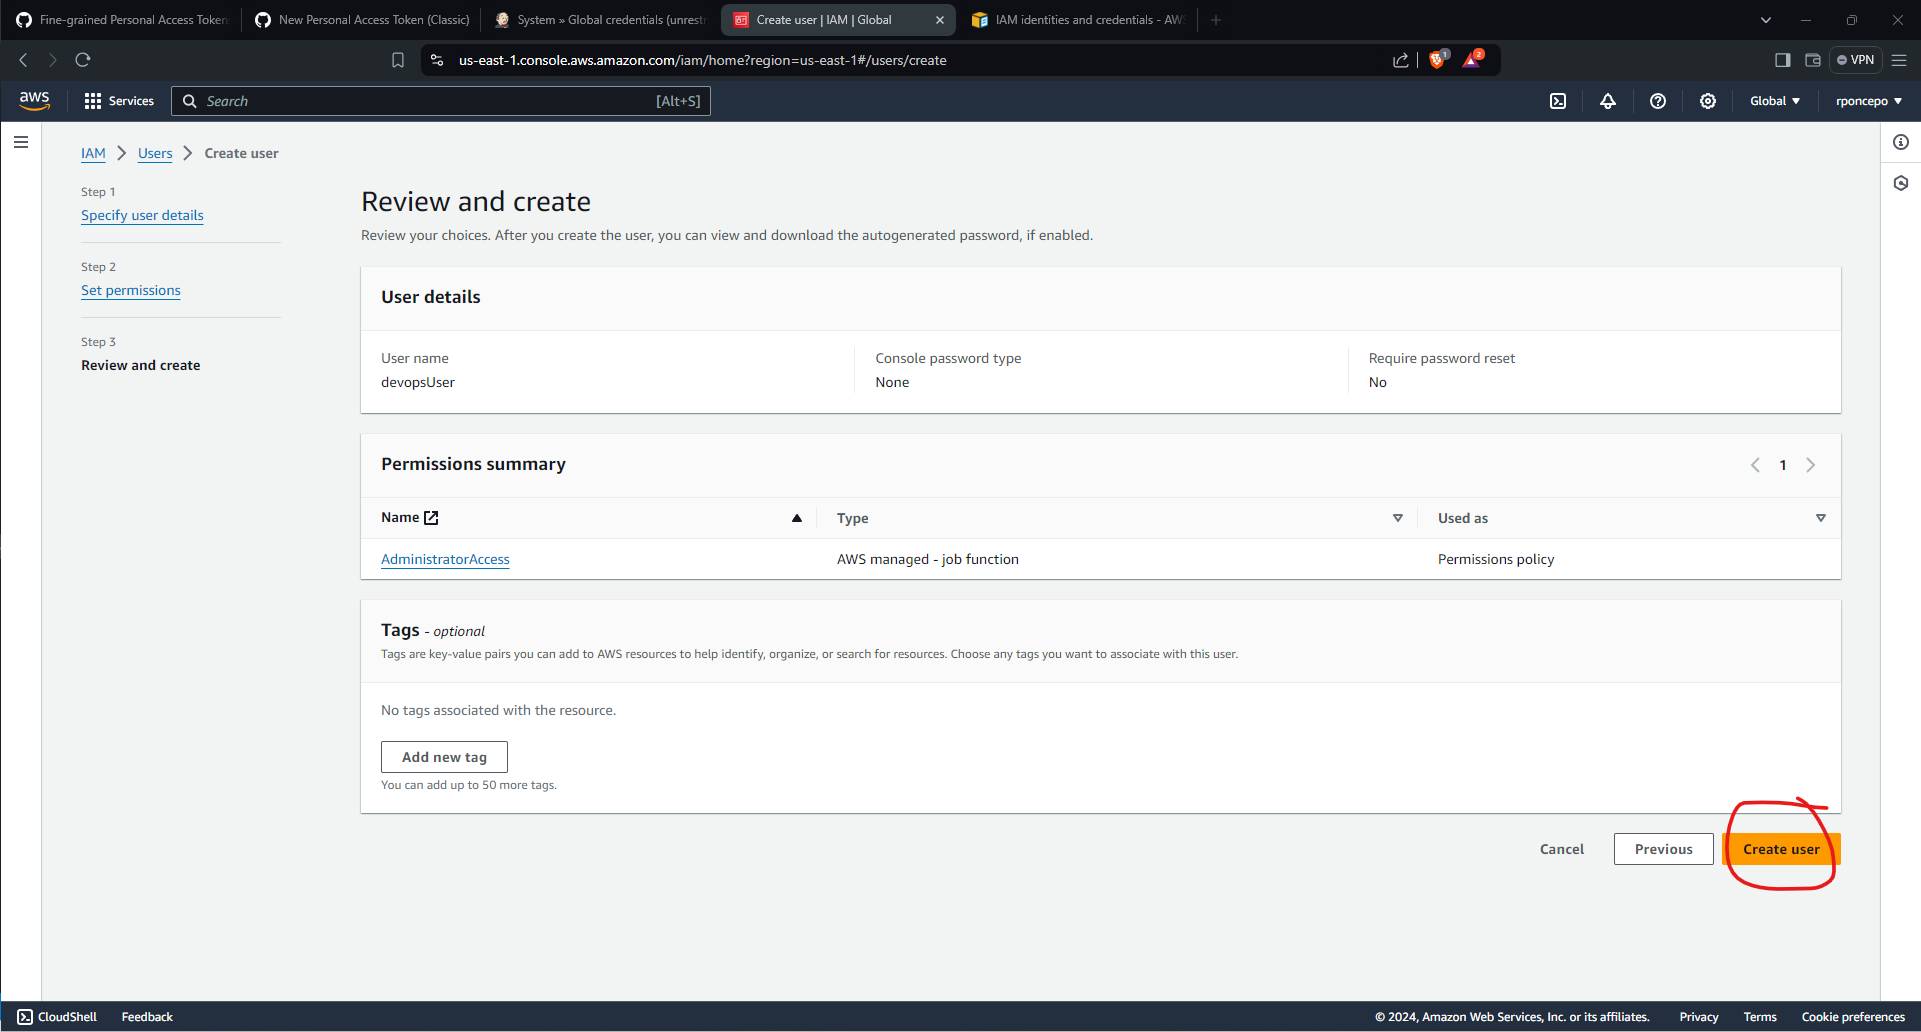 Fine-grained Personal Access Token
New Personal Access Token (Classic)
System » Global credentials (unrestr
Create user | IAM | Global
IAM identities and credentials - AW
us-east-1.console.aws.amazon.com/iam/home?region=us-east-1#/users/create
1
2
VPN
aws
Services
Search
[Alt+S]
Global
rponcepo
IAM
Users
Create user
Step 1
Specify user details
Step 2
Set permissions
Step 3
Review and create
Review and create
Review your choices. After you create the user, you can view and download the autogenerated password, if enabled.
User details
User name
devopsUser
Console password type
None
Require password reset
No
Permissions summary
1
Name
Type
Used as
AdministratorAccess
AWS managed - job function
Permissions policy
Tags - optional
Tags are key-value pairs you can add to AWS resources to help identify, organize, or search for resources. Choose any tags you want to associate with this user.
No tags associated with the resource.
Add new tag
You can add up to 50 more tags.
Cancel
Previous
Create user
CloudShell
Feedback
© 2024, Amazon Web Services, Inc. or its affiliates.
Privacy
Terms
Cookie preferences